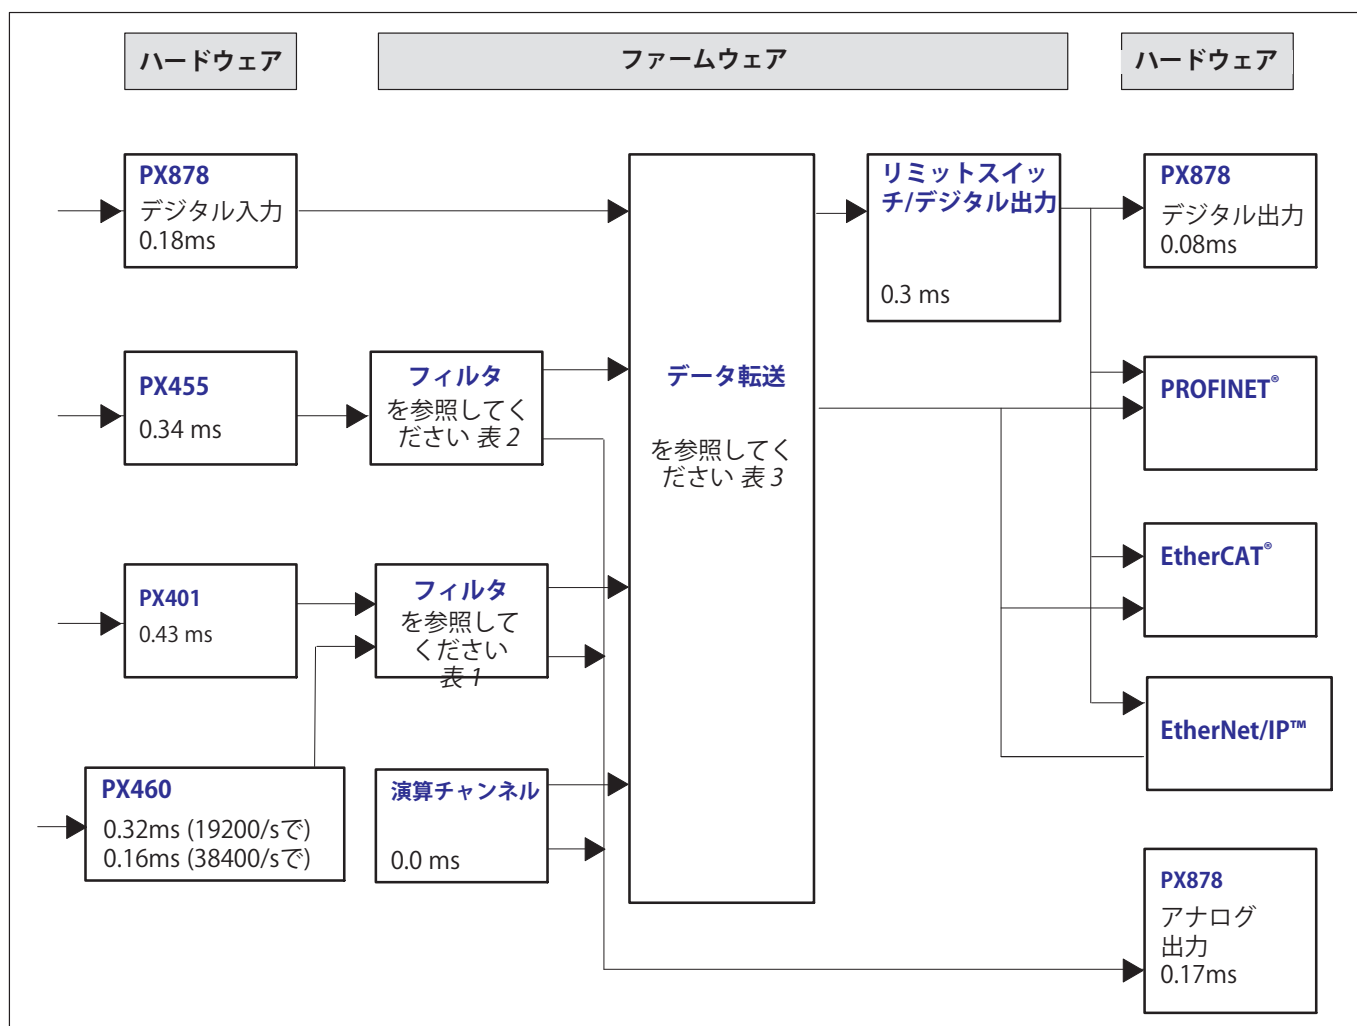 ハードウェア
ファームウェア
ハードウェア
PX878
デジタル入力
0.18ms
PX455
0.34 ms
PX401
0.43 ms
PX460
0.32ms (19200/sで)
0.16ms (38400/sで)
フィルタ
を参照してく
ださい 表 2
フィルタ
を参照して
ください
表 1
演算チャンネル
0.0 ms
データ転送
を参照してく
ださい 表 3
リミットスイッ
チ/デジタル出力
0.3 ms
PX878
デジタル出力
0.08ms
PROFINET®
EtherCAT®
EtherNet/IP™
PX878
アナログ
出力
0.17ms